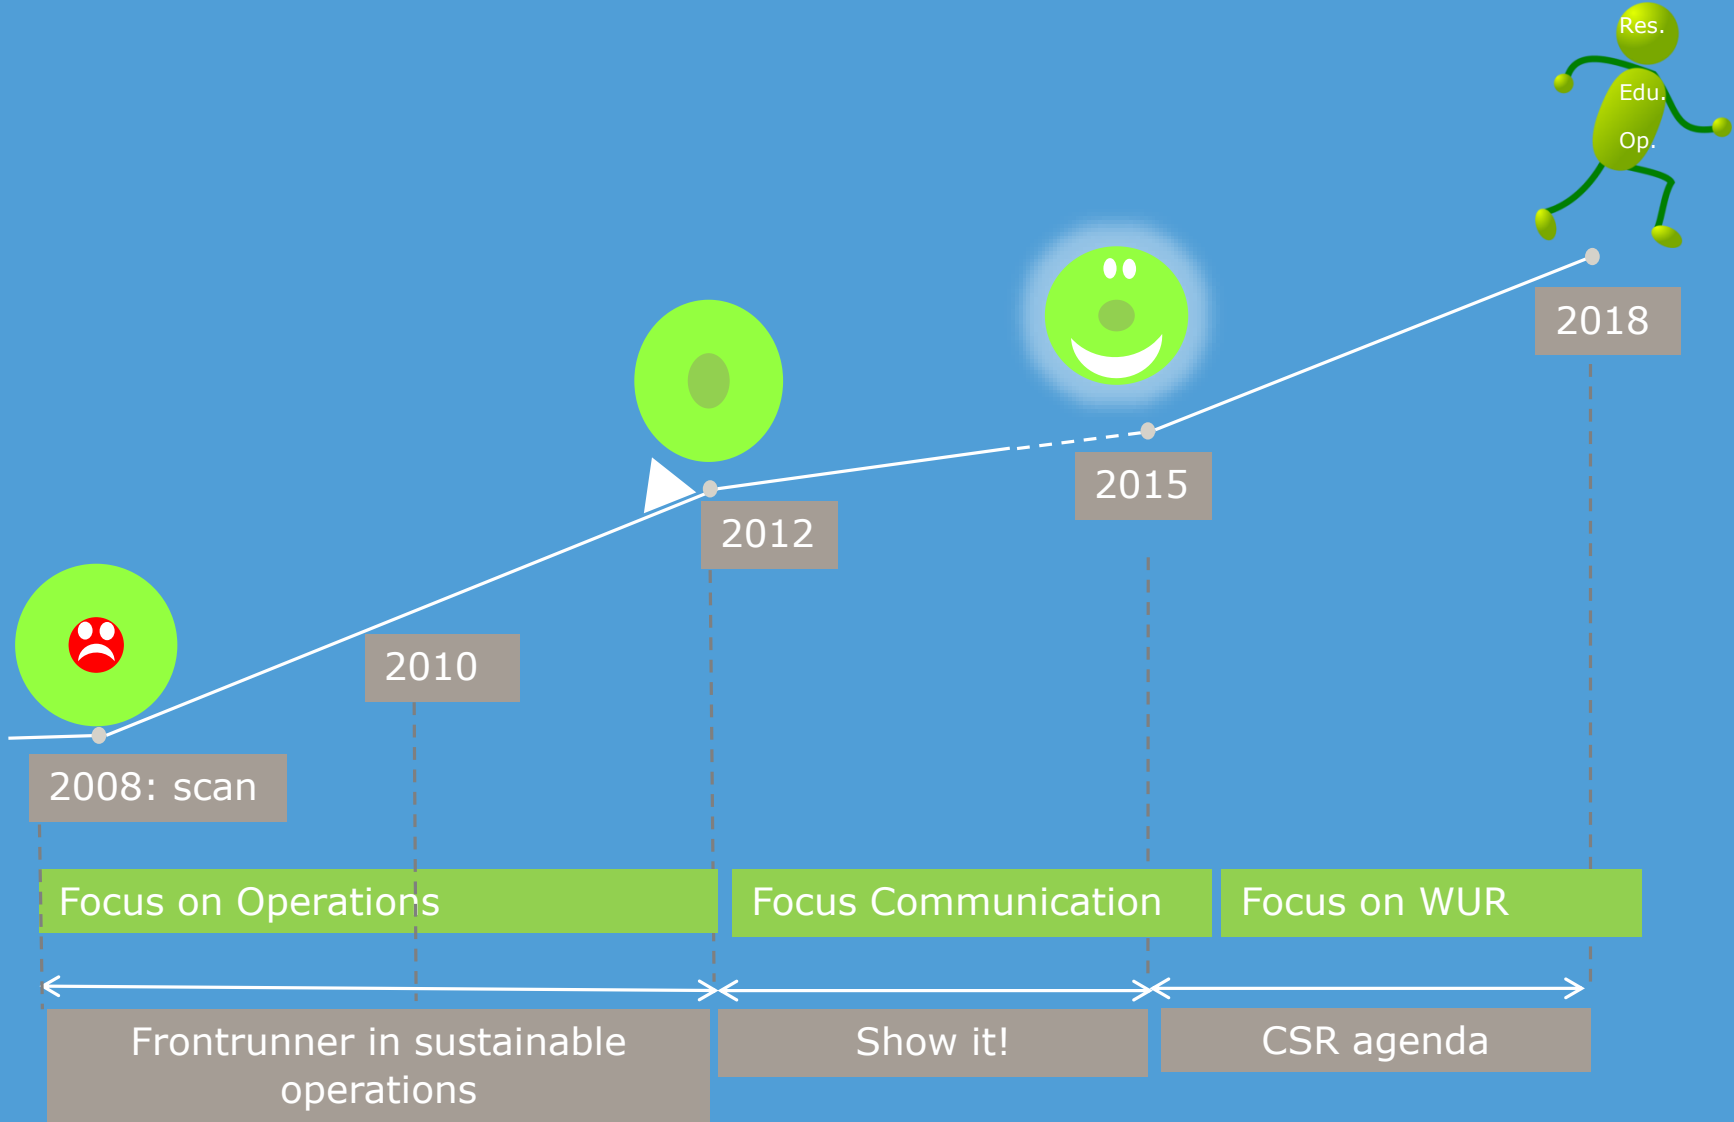 Res.
Edu.
Op.
2018
2015
2012
2010
2008: scan
Focus on Operations
Focus Communication
Focus on WUR
Frontrunner in sustainable
operations
Show it!
CSR agenda